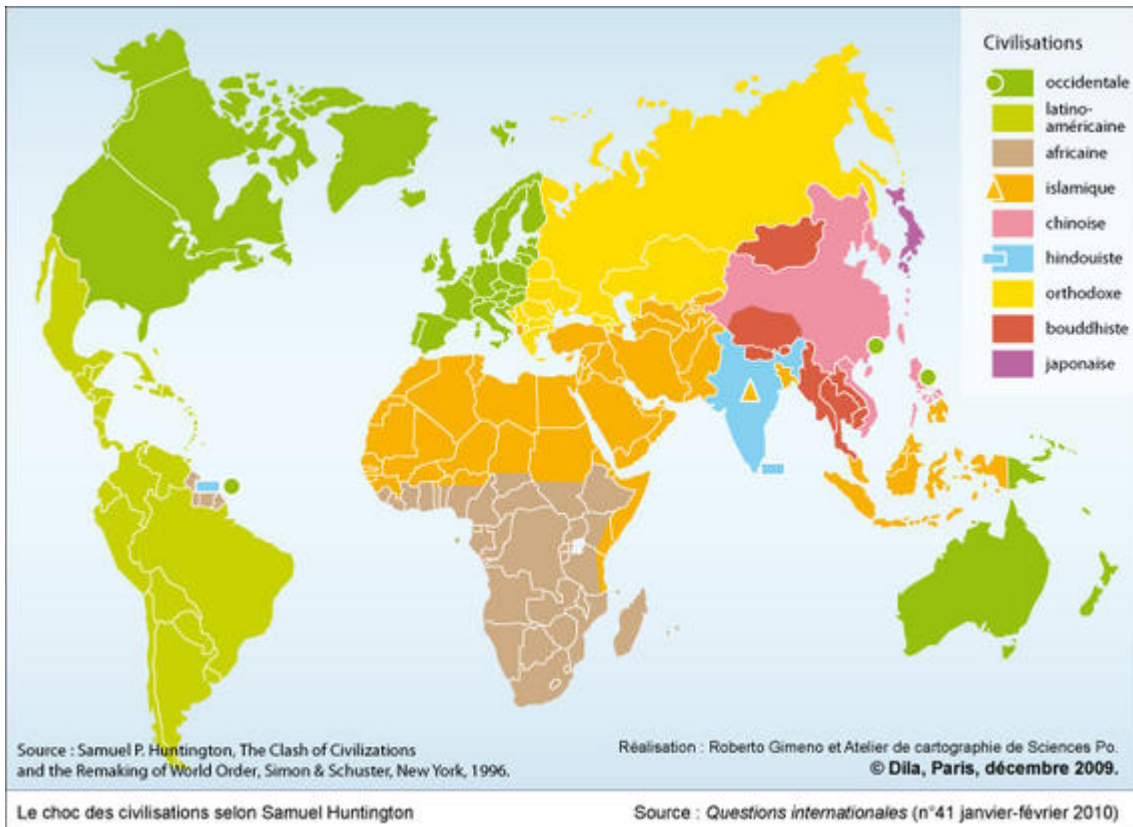 Civilisations
occidentale
latino-
américaine
africaine
islamique
chinoise
hindouiste
orthodoxe
bouddhiste
japonaise
Source : Samuel P. Huntington, The Clash of Civilizations
and the Remaking of World Order, Simon & Schuster, New York, 1996.
Réalisation : Roberto Gimeno et Atelier de cartographie de Sciences Po.
© Dila, Paris, décembre 2009.
Le choc des civilisations selon Samuel Huntington
Source : Questions internationales (n°41 janvier-février 2010)